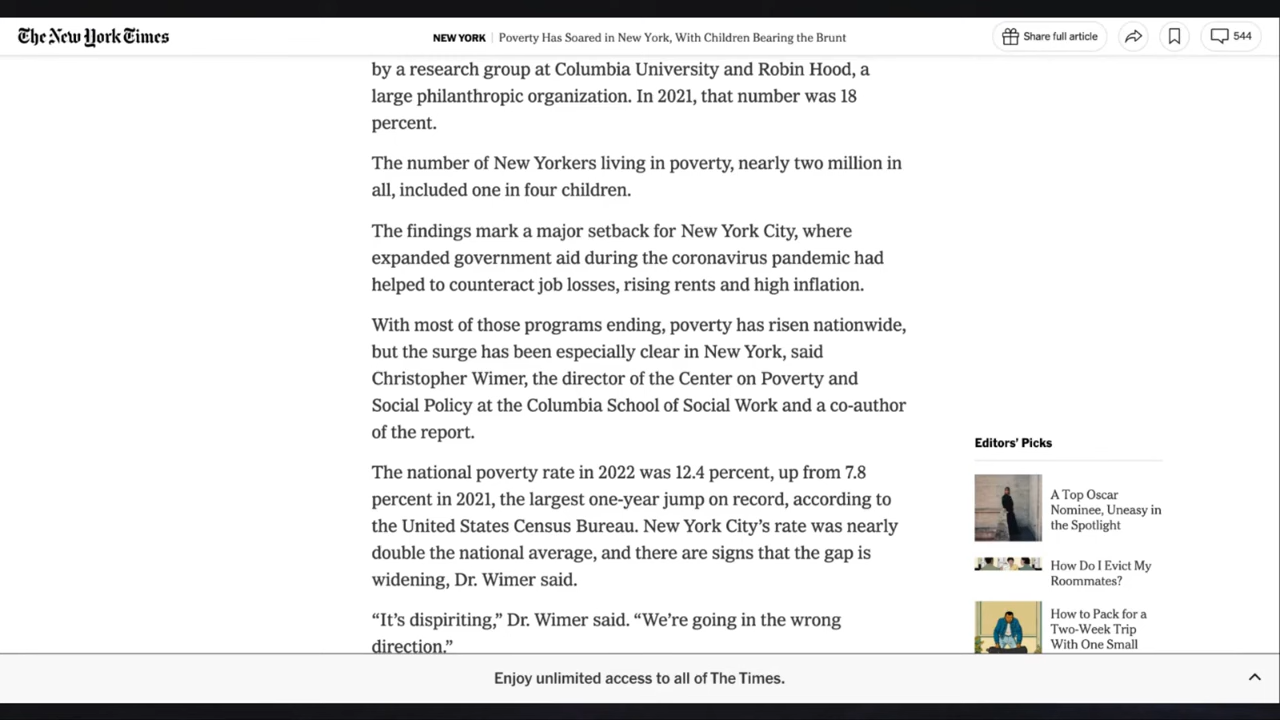 The New York Times
NEW YORK | Poverty Has Soared in New York, With Children Bearing the Brunt
Share full article
544
by a research group at Columbia University and Robin Hood, a
large philanthropic organization. In 2021, that number was 18
percent.
The number of New Yorkers living in poverty, nearly two million in
all, included one in four children.
The findings mark a major setback for New York City, where
expanded government aid during the coronavirus pandemic had
helped to counteract job losses, rising rents and high inflation.
With most of those programs ending, poverty has risen nationwide,
but the surge has been especially clear in New York, said
Christopher Wimer, the director of the Center on Poverty and
Social Policy at the Columbia School of Social Work and a co-author
of the report.
The national poverty rate in 2022 was 12.4 percent, up from 7.8
percent in 2021, the largest one-year jump on record, according to
the United States Census Bureau. New York City’s rate was nearly
double the national average, and there are signs that the gap is
widening, Dr. Wimer said.
“It’s dispiriting,” Dr. Wimer said. “We’re going in the wrong
direction.”
Editors’ Picks
A Top Oscar
Nominee, Uneasy in
the Spotlight
How Do I Evict My
Roommates?
How to Pack for a
Two-Week Trip
With One Small
Enjoy unlimited access to all of The Times.